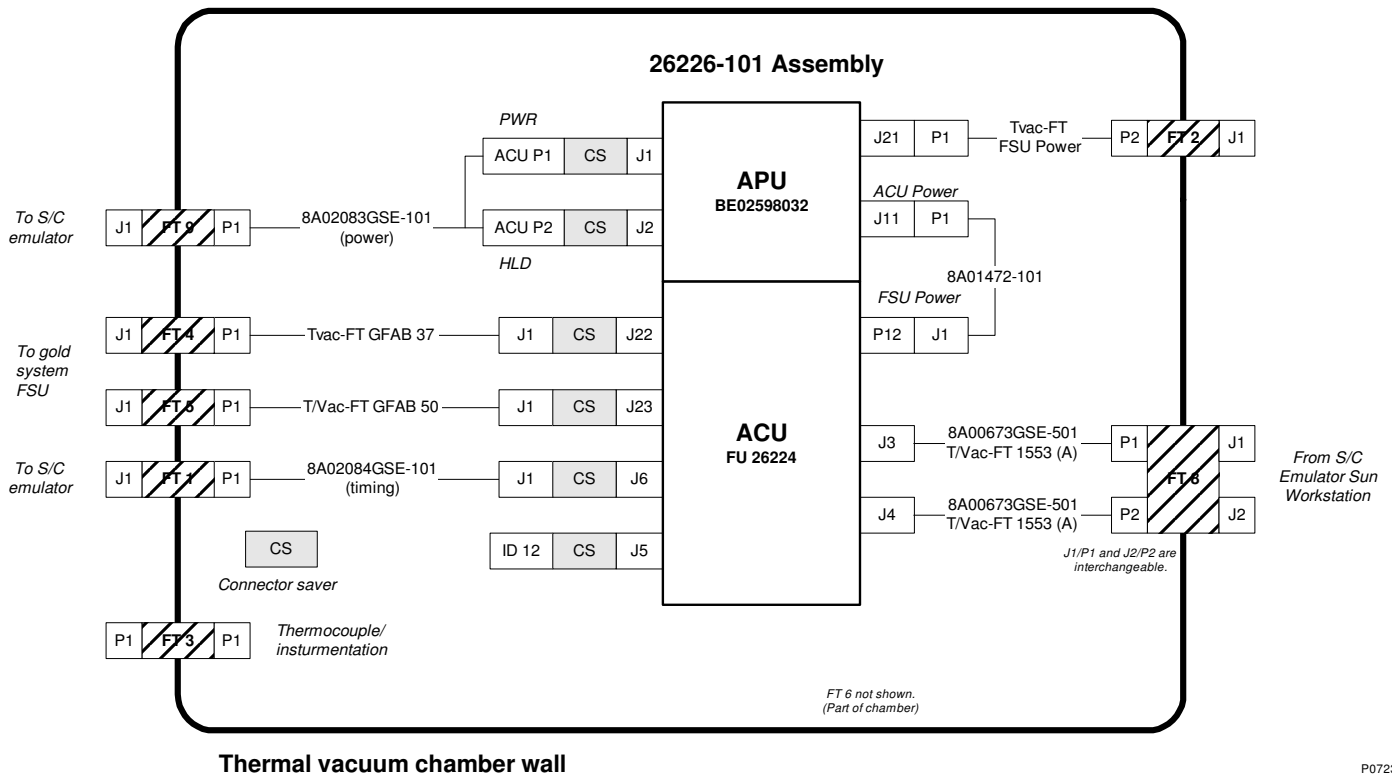 26226-101 Assembly
PWR
ACU P1 CS J1
ACU P2 CS J2
HLD
APU
BE02598032
J21 P1
Tvac-FT
FSU Power
P2 FT 2 J1
ACU Power
J11 P1
8A01472-101
FSU Power
P12 J1
To S/C
emulator
J1 FT 9 P1
8A02083GSE-101
(power)
To gold
system
FSU
J1 FT 4 P1
Tvac-FT GFAB 37
J1 CS J22
J1 FT 5 P1
T/Vac-FT GFAB 50
J1 CS J23
To S/C
emulator
J1 FT 1 P1
8A02084GSE-101
(timing)
J1 CS J6
ID 12 CS J5
ACU
FU 26224
J3
8A00673GSE-501
T/Vac-FT 1553 (A)
P1
J4
8A00673GSE-501
T/Vac-FT 1553 (A)
P2
FT 8
J1
J2
From S/C
Emulator Sun
Workstation
J1/P1 and J2/P2 are
interchangeable.
CS
Connector saver
P1 FT 3 P1
Thermocouple/
insturmentation
FT 6 not shown.
(Part of chamber)
Thermal vacuum chamber wall
P0723